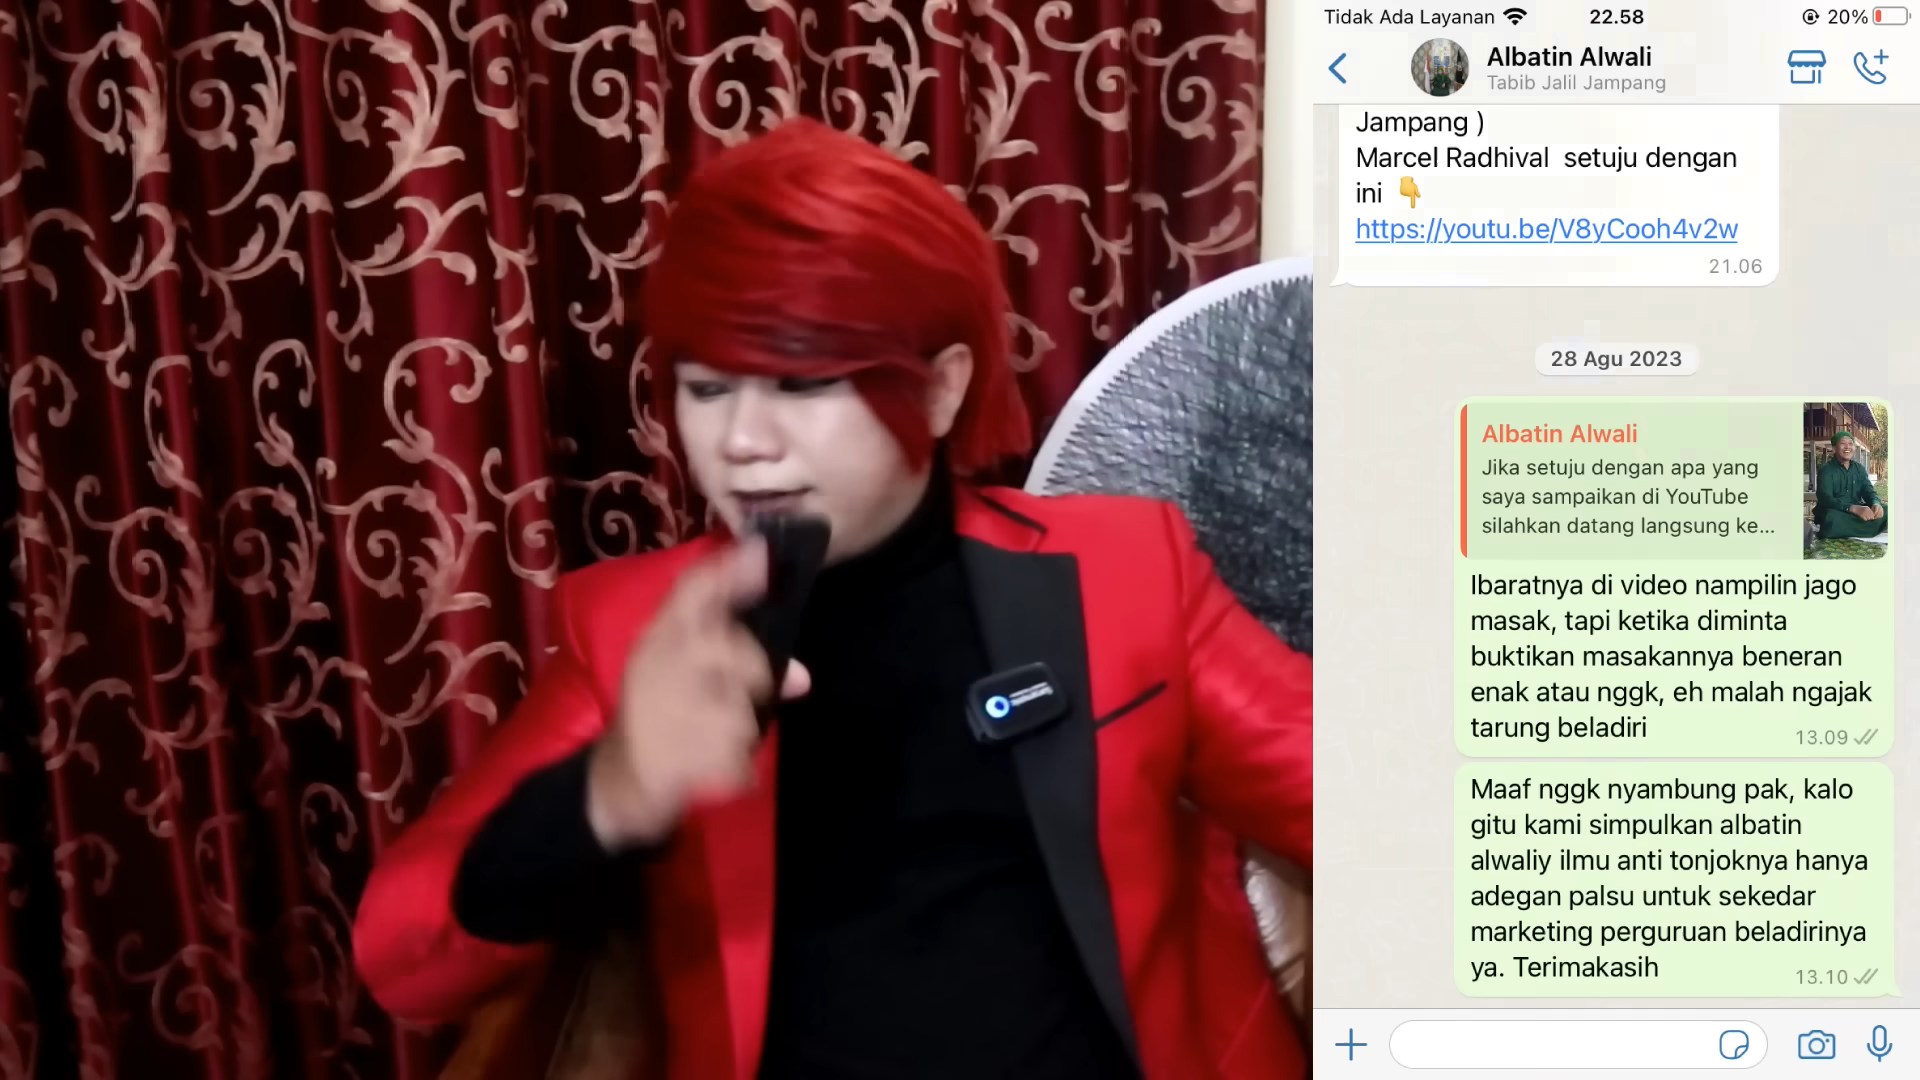 Tidak Ada Layanan
22.58
20%
Albatin Alwali
Tabib Jalil Jampang
Jampang )
Marcel Radhival setuju dengan
ini 👇
https://youtu.be/V8yCooh4v2w
21.06
28 Agu 2023
Albatin Alwali
Jika setuju dengan apa yang
saya sampaikan di YouTube
silahkan datang langsung ke...
Ibaratnya di video nampilin jago
masak, tapi ketika diminta
buktikan masakannya beneran
enak atau nggk, eh malah ngajak
tarung beladiri
13.09
Maaf nggk nyambung pak, kalo
gitu kami simpulkan albatin
alwaliy ilmu anti tonjoknya hanya
adegan palsu untuk sekedar
marketing perguruan beladirinya
ya. Terimakasih
13.10